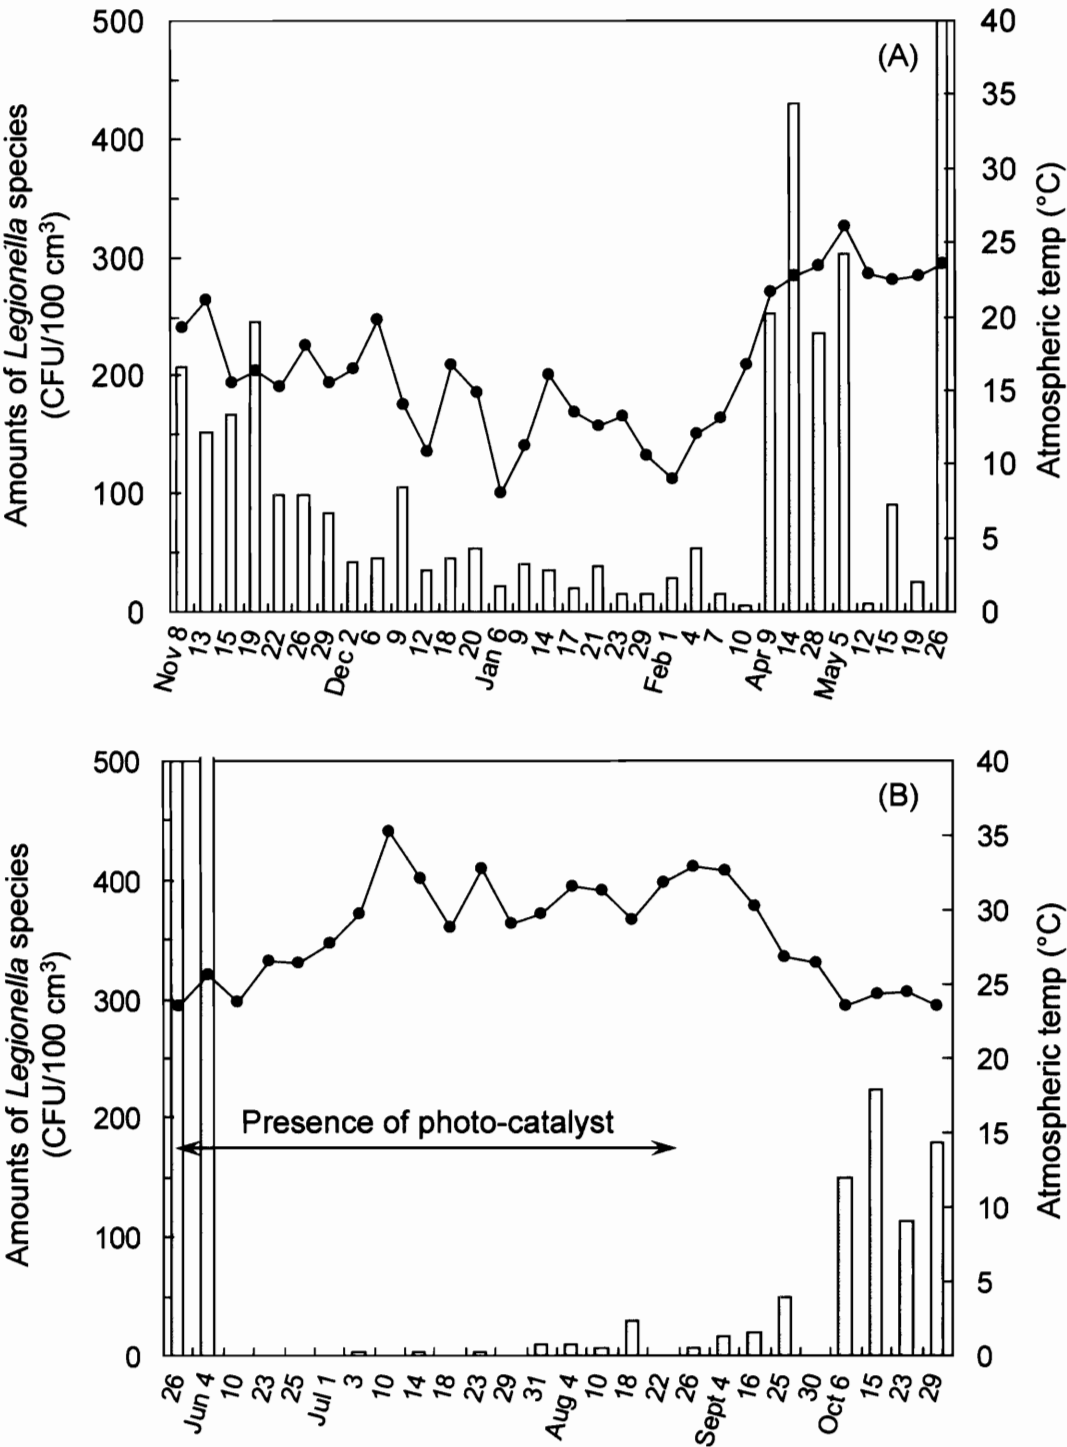 (A)
Amounts of Legionella species
(CFU/100 cm³)
500
400
300
200
100
0
40
35
30
25
20
15
10
5
0
Atmospheric temp (°C)
Nov 8 13 15 19 22 26 29 Dec 2 6 9 12 18 20 Jan 6 9 14 17 21 23 29 Feb 1 4 7 10 Apr 9 14 28 May 5 12 15 19 26
(B)
Amounts of Legionella species
(CFU/100 cm³)
500
400
300
200
100
0
Presence of photo-catalyst
40
35
30
25
20
15
10
5
0
Atmospheric temp (°C)
26 Jun 4 10 23 25 Jul 1 3 10 14 18 23 29 31 Aug 4 10 18 22 26 Sept 4 16 25 30 Oct 6 15 23 29